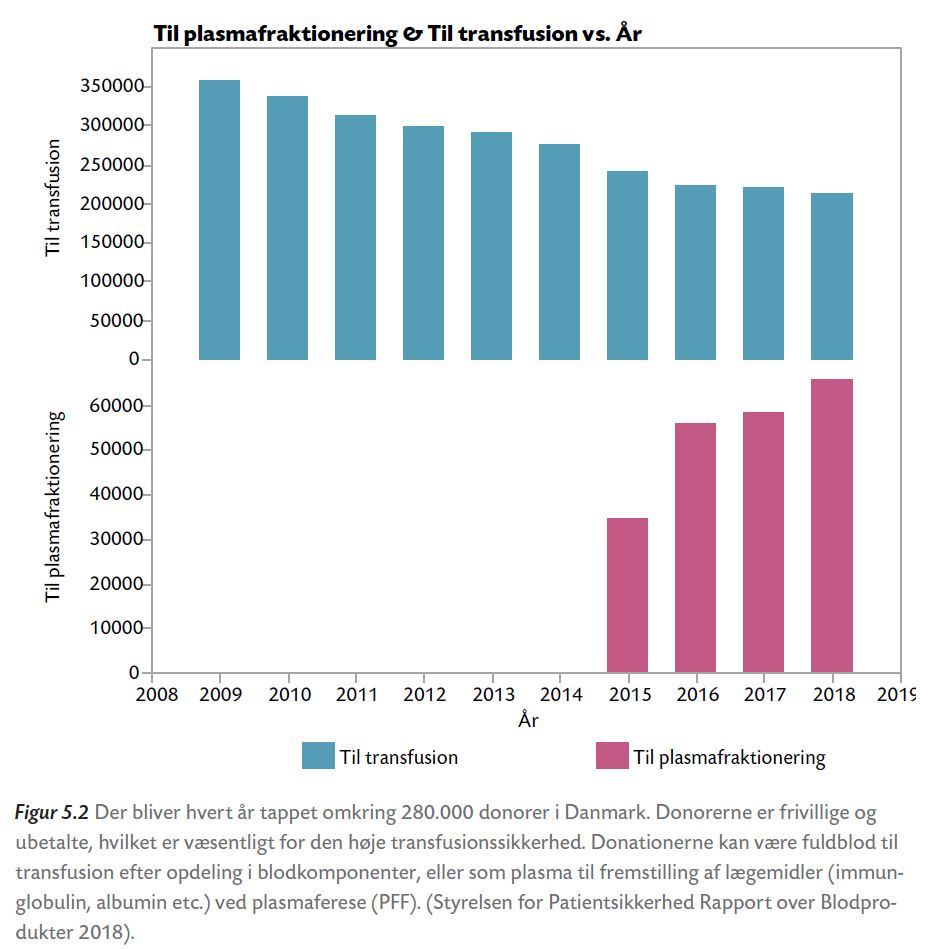 Til plasmafraktionering & Til transfusion vs. År
350000
300000
250000
200000
150000
100000
50000
0
Til transfusion
60000
50000
40000
30000
20000
10000
0
Til plasmafraktionering
2008 2009 2010 2011 2012 2013 2014 2015 2016 2017 2018 2019
År
Til transfusion Til plasmafraktionering
Figur 5.2 Der bliver hvert år tappet omkring 280.000 donorer i Danmark. Donorerne er frivillige og
ubetalte, hvilket er væsentligt for den høje transfusionssikkerhed. Donationerne kan være fuldblod til
transfusion efter opdeling i blodkomponenter, eller som plasma til fremstilling af lægemidler (immun-
globulin, albumin etc.) ved plasmaferese (PFF). (Styrelsen for Patientsikkerhed Rapport over Blodpro-
dukter 2018).